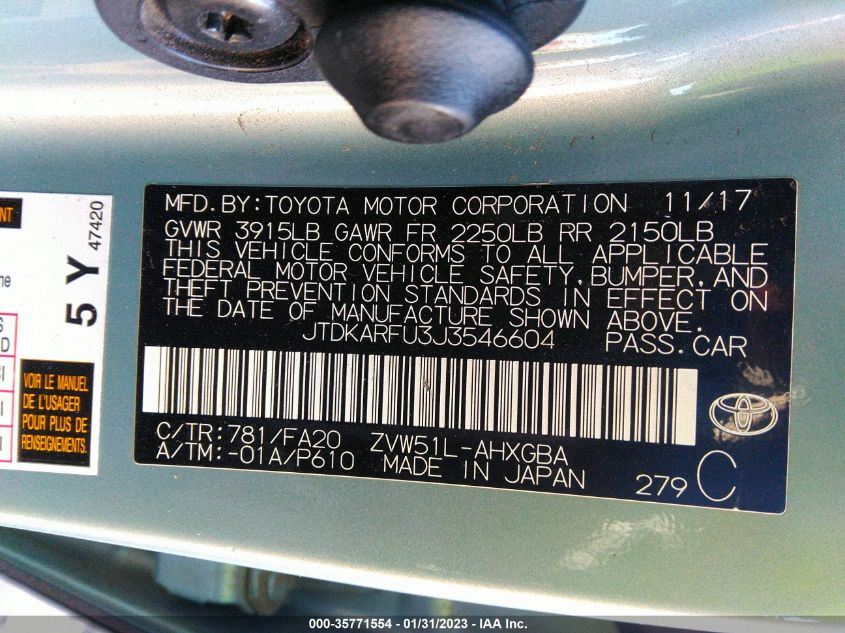 MFD.BY:TOYOTA MOTOR CORPORATION 11/17
GVWR 3915LB GAWR FR 2250LB RR 2150LB
THIS VEHICLE CONFORMS TO ALL APPLICABLE
FEDERAL MOTOR VEHICLE SAFETY,BUMPER,AND
THEFT PREVENTION STANDARDS IN EFFECT ON
THE DATE OF MANUFACTURE SHOWN ABOVE.
JTDKARFU3J3546604 PASS.CAR
C/TR:781/FA20 ZVW51L-AHXGBA
A/TM:-01A/P610 MADE IN JAPAN
279 C
5 Y
47420
VOIR LE MANUEL
DE L'USAGER
POUR PLUS DE
RENSEIGNEMENTS
000-35771554 - 01/31/2023 - IAA Inc.